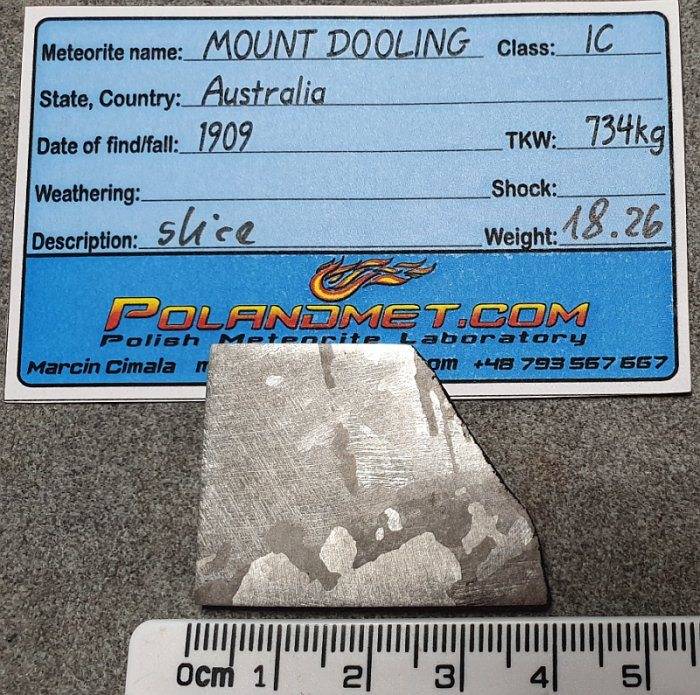 Meteorite name: MOUNT DOOLING Class: IC
State, Country: Australia
Date of find/fall: 1909 TKW: 734kg
Weathering: Shock:
Description: slice Weight: 18.26
POLANDMET.COM
Polish Meteorite Laboratory
Marcin Cimala om +48 793 567 667
0cm 1 2 3 4 5